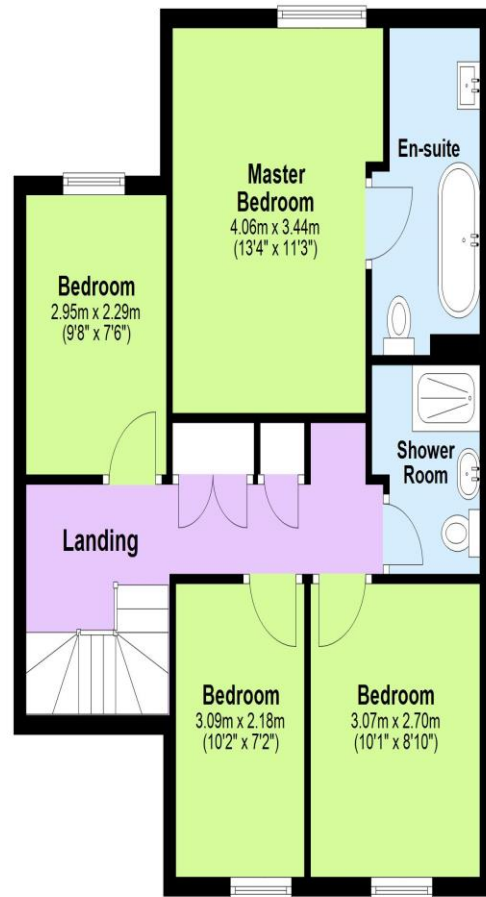 En-suite
Master
Bedroom
4.06m x 3.44m
(13'4" x 11'3")
Bedroom
2.95m x 2.29m
(9'8" x 7'6")
Shower
Room
Landing
Bedroom
3.09m x 2.18m
(10'2" x 7'2")
Bedroom
3.07m x 2.70m
(10'1" x 8'10")